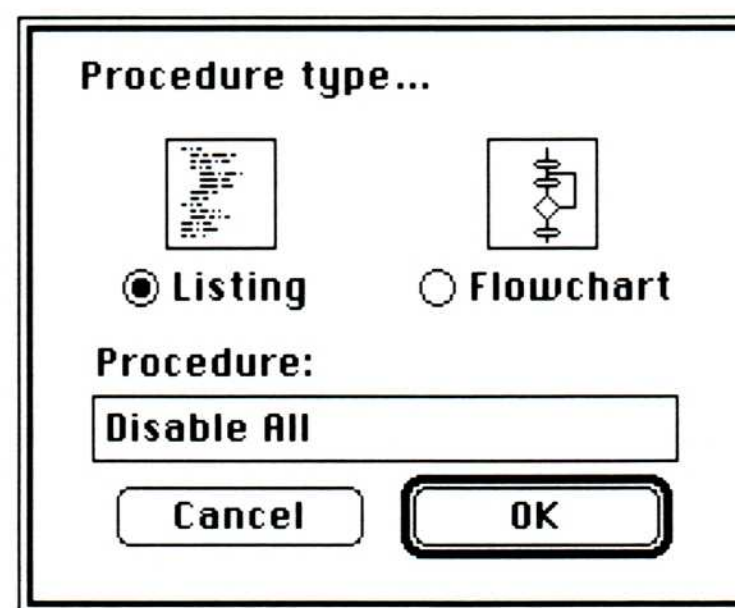 Procedure type...
Listing Flowchart
Procedure:
Disable All
Cancel OK